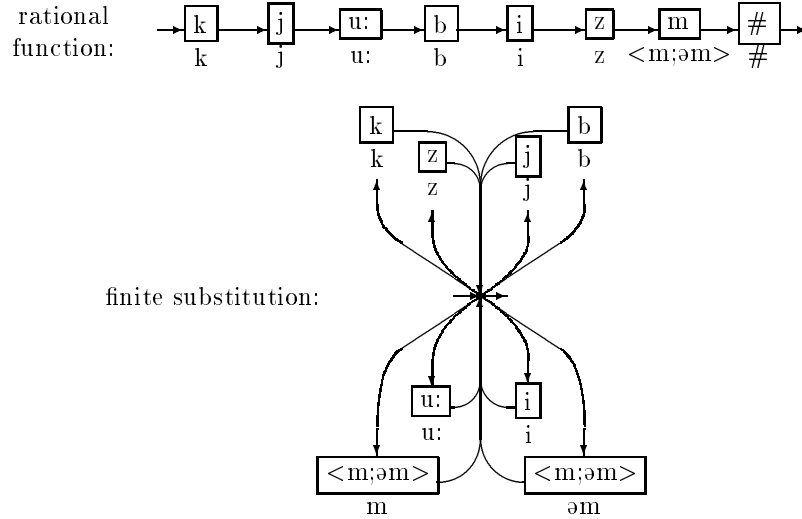 rational function:
k j u: b i z m #
k j u: b i z <m;əm> #
k b
k z j b
z j
finite substitution:
u: i
u: i
<m;əm> <m;əm>
m əm